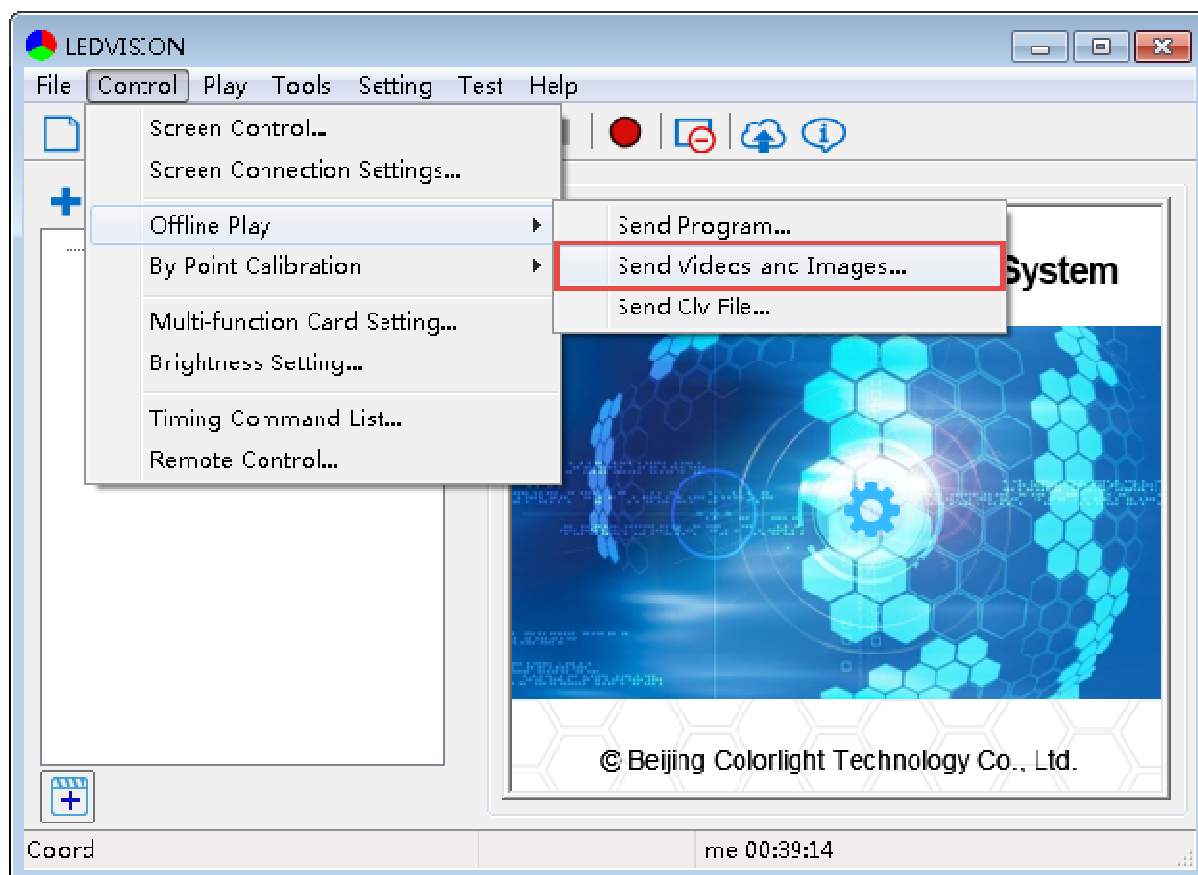 LEDVISION
File Control Play Tools Setting Test Help
Screen Control...
Screen Connection Settings...
Offline Play
Send Program...
By Point Calibration
Send Videos and Images...
System
Send Clv File...
Multi-function Card Setting...
Brightness Setting...
Timing Command List...
Remote Control...
© Beijing Colorlight Technology Co., Ltd.
Coord
me 00:39:14